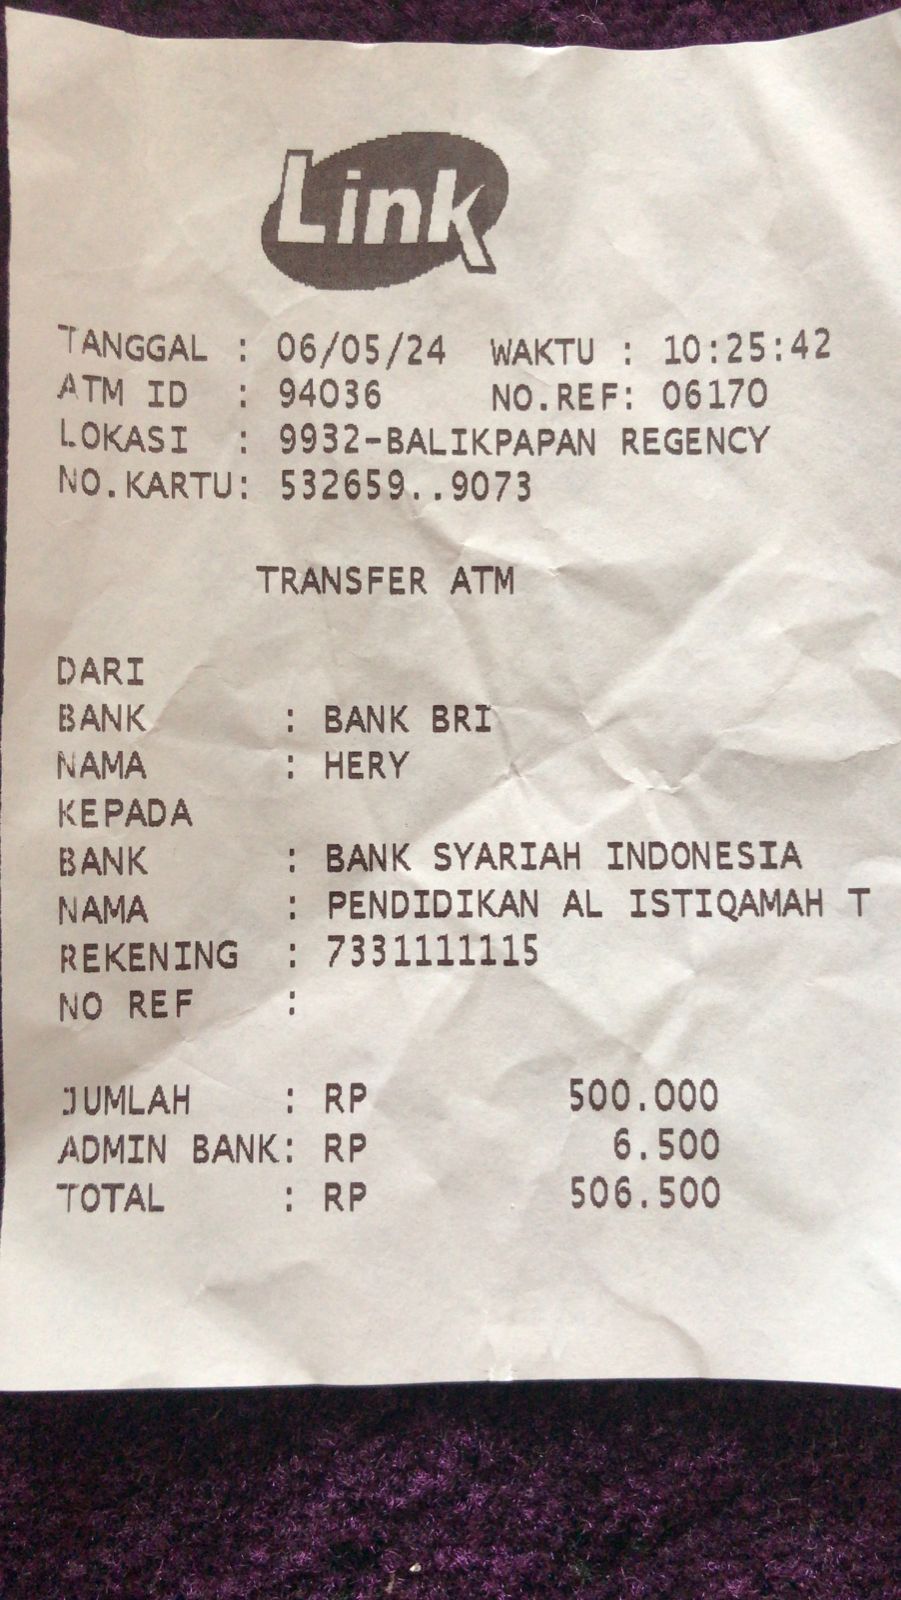 Link
TANGGAL : 06/05/24 WAKTU : 10:25:42
ATM ID : 94036 NO.REF: 06170
LOKASI : 9932-BALIKPAPAN REGENCY
NO.KARTU: 532659..9073
TRANSFER ATM
DARI
BANK : BANK BRI
NAMA : HERY
KEPADA
BANK : BANK SYARIAH INDONESIA
NAMA : PENDIDIKAN AL ISTIQAMAH T
REKENING : 7331111115
NO REF :
JUMLAH : RP 500.000
ADMIN BANK: RP 6.500
TOTAL : RP 506.500